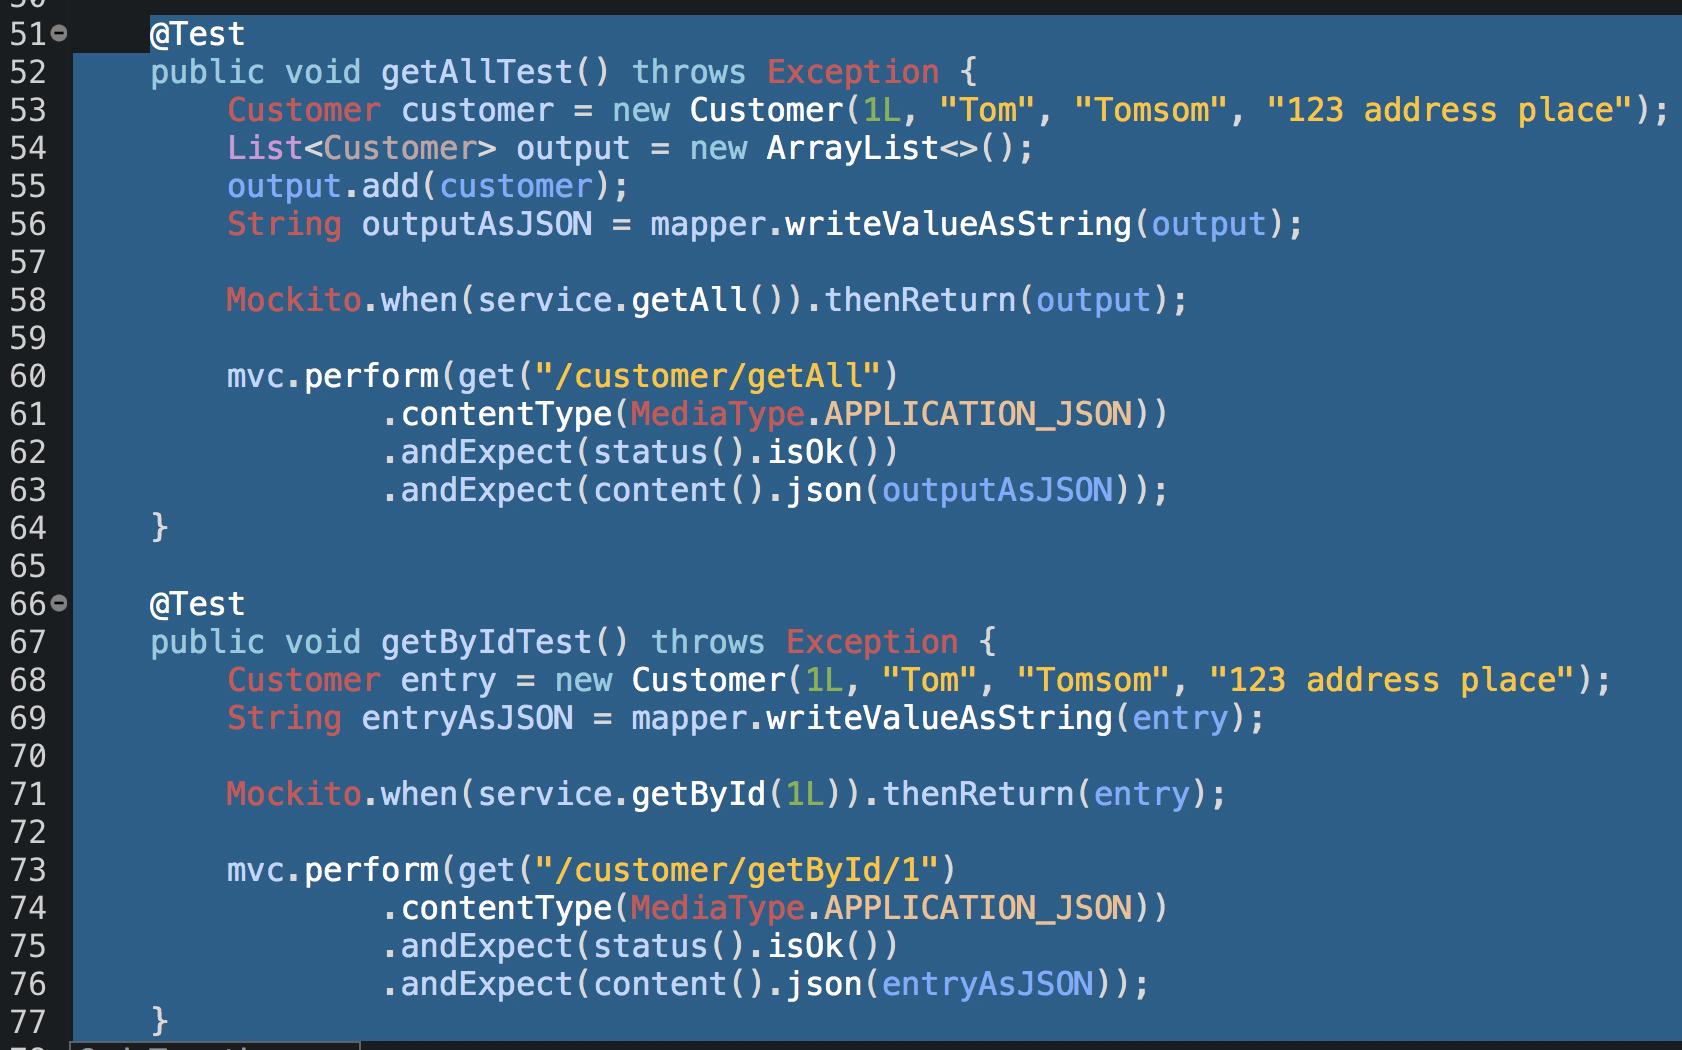 51 @Test
52 public void getAllTest() throws Exception {
53 Customer customer = new Customer(1L, "Tom", "Tomsom", "123 address place");
54 List<Customer> output = new ArrayList<>();
55 output.add(customer);
56 String outputAsJSON = mapper.writeValueAsString(output);
57
58 Mockito.when(service.getAll()).thenReturn(output);
59
60 mvc.perform(get("/customer/getAll")
61 .contentType(MediaType.APPLICATION_JSON))
62 .andExpect(status().isOk())
63 .andExpect(content().json(outputAsJSON));
64 }
65
66 @Test
67 public void getByIdTest() throws Exception {
68 Customer entry = new Customer(1L, "Tom", "Tomsom", "123 address place");
69 String entryAsJSON = mapper.writeValueAsString(entry);
70
71 Mockito.when(service.getById(1L)).thenReturn(entry);
72
73 mvc.perform(get("/customer/getById/1")
74 .contentType(MediaType.APPLICATION_JSON))
75 .andExpect(status().isOk())
76 .andExpect(content().json(entryAsJSON));
77 }